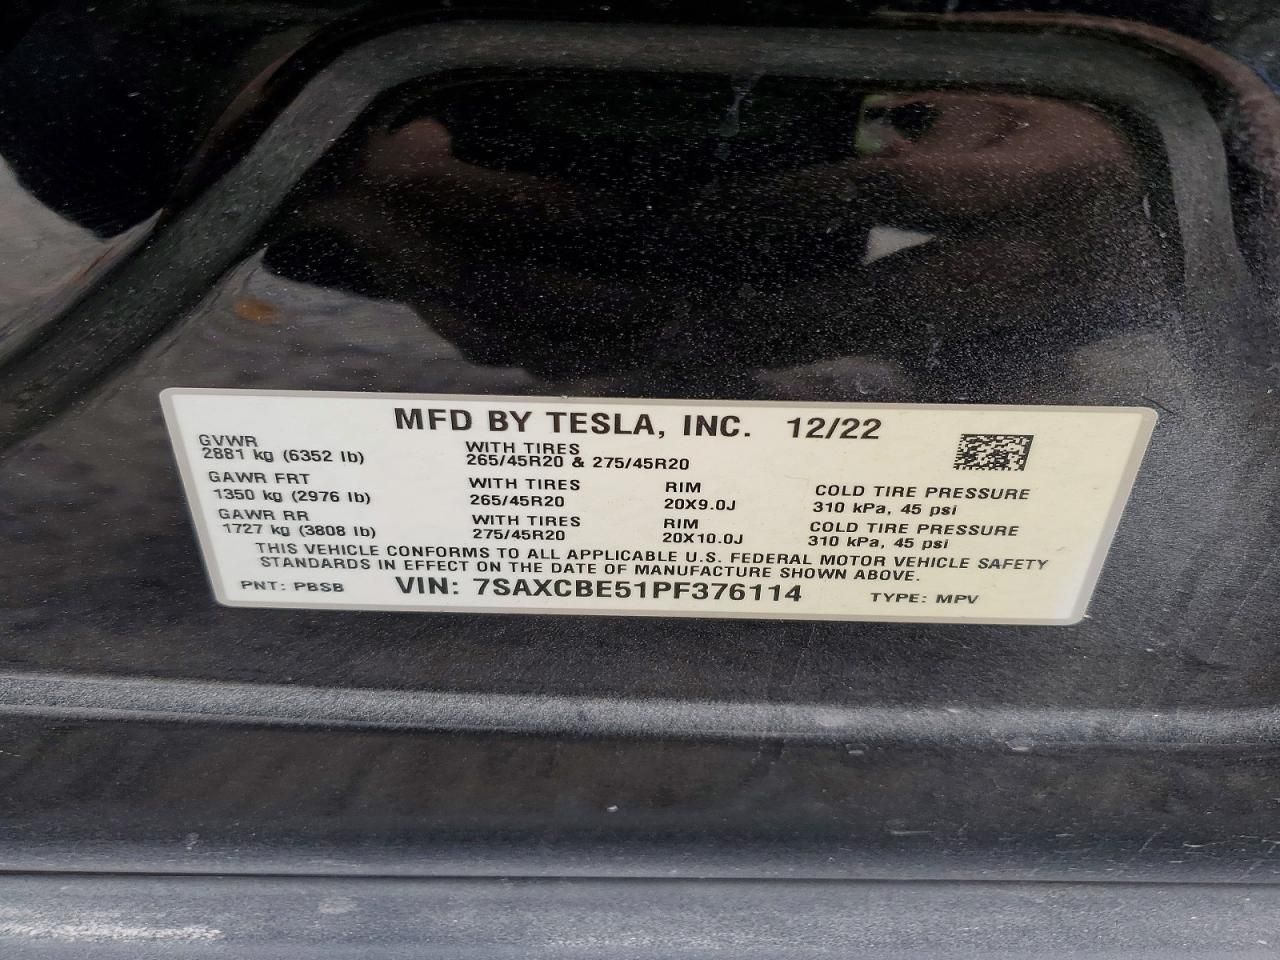 MFD BY TESLA, INC. 12/22
GVWR
2881 kg (6352 lb)
WITH TIRES
265/45R20 & 275/45R20
GAWR FRT
1350 kg (2976 lb)
WITH TIRES
265/45R20
RIM
20X9.0J
COLD TIRE PRESSURE
310 kPa, 45 psi
GAWR RR
1727 kg (3808 lb)
WITH TIRES
275/45R20
RIM
20X10.0J
COLD TIRE PRESSURE
310 kPa, 45 psi
THIS VEHICLE CONFORMS TO ALL APPLICABLE U.S. FEDERAL MOTOR VEHICLE SAFETY
STANDARDS IN EFFECT ON THE DATE OF MANUFACTURE SHOWN ABOVE.
PNT: PBSB VIN: 7SAXCBE51PF376114 TYPE: MPV